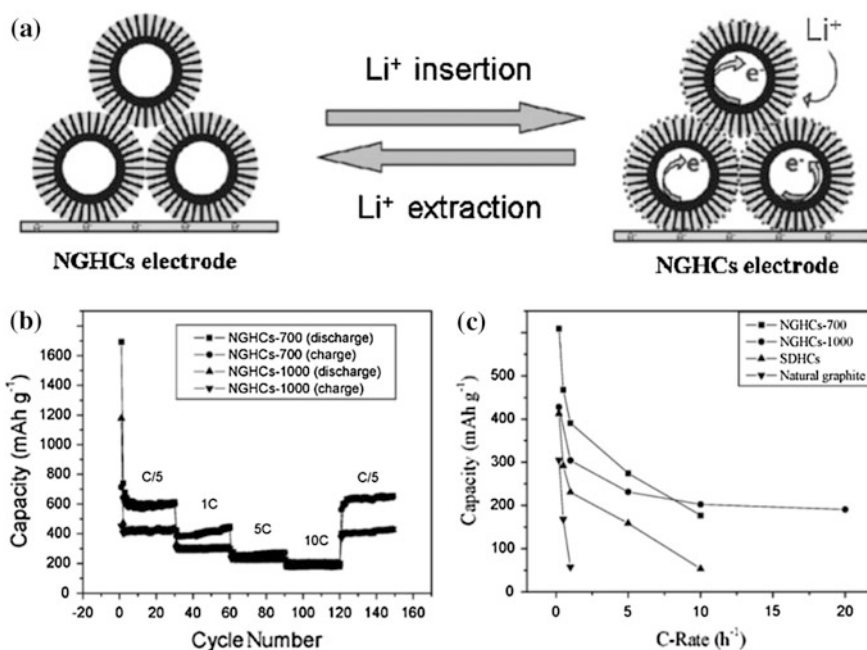 (a)
Li⁺ insertion
Li⁺ extraction
NGHCs electrode
Li⁺
e⁻
e⁻
e⁻
NGHCs electrode
(b)
NGHCs-700 (discharge)
NGHCs-700 (charge)
NGHCs-1000 (discharge)
NGHCs-1000 (charge)
C/5
1C
5C
10C
C/5
Capacity (mAh g⁻¹)
1600
1400
1200
1000
800
600
400
200
0
-20 0 20 40 60 80 100 120 140 160
Cycle Number
(c)
NGHCs-700
NGHCs-1000
SDHCs
Natural graphite
Capacity (mAh g⁻¹)
600
500
400
300
200
100
0
0 5 10 15 20
C-Rate (h⁻¹)